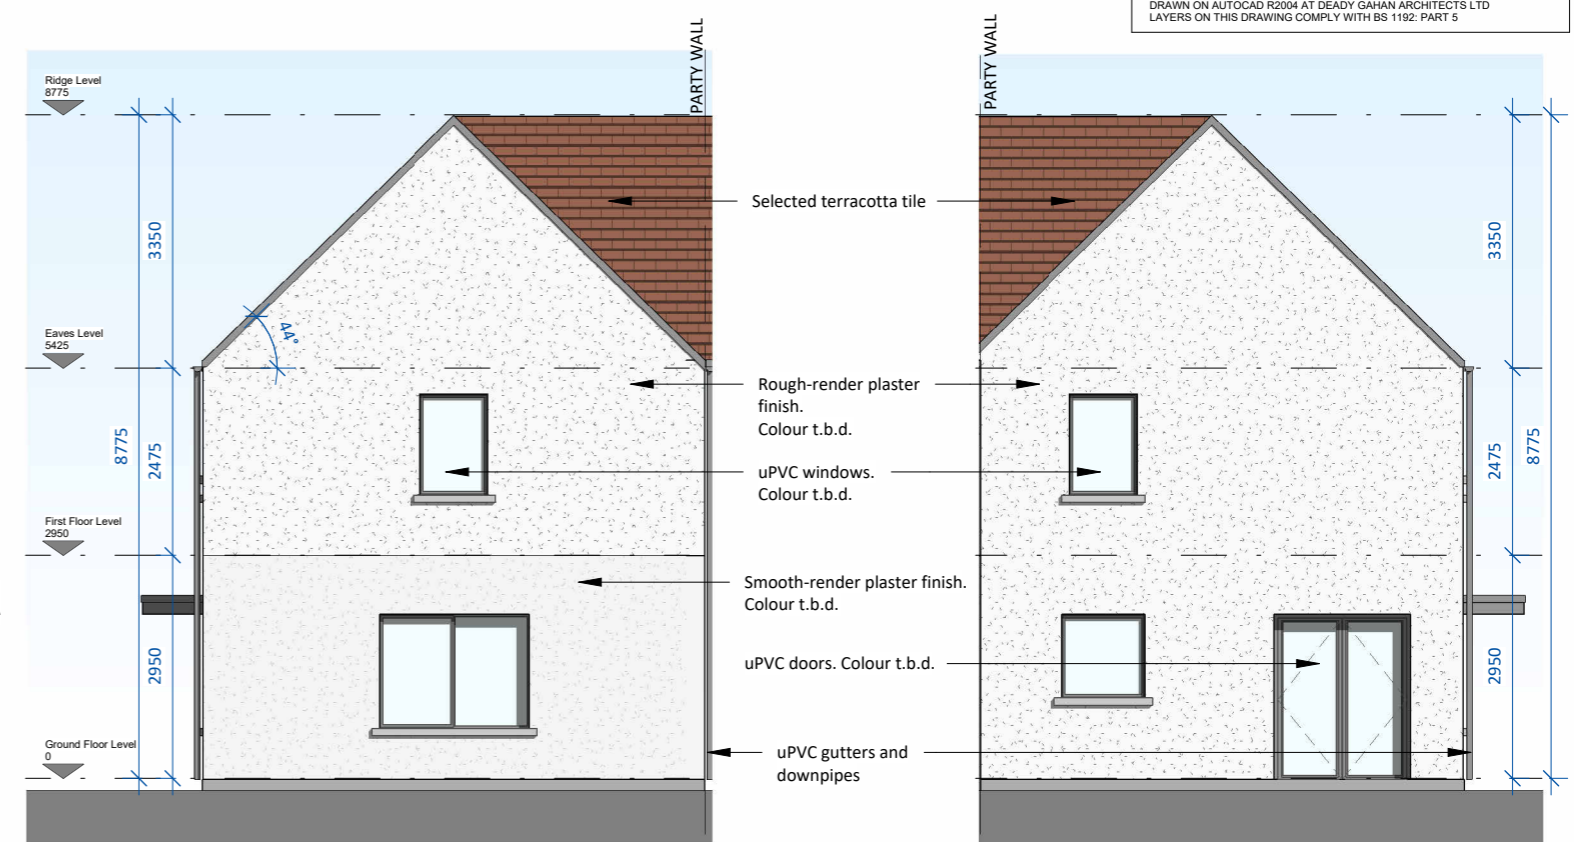 DRAWN ON AUTOCAD R2004 AT DEADY GAHAN ARCHITECTS LTD
LAYERS ON THIS DRAWING COMPLY WITH BS 1192: PART 5
PARTY WALL
PARTY WALL
Ridge Level
8775
Selected terracotta tile
3350
3350
44°
Eaves Level
5425
Rough-render plaster
finish.
Colour t.b.d.
8775
2475
2475
8775
uPVC windows.
Colour t.b.d.
First Floor Level
2950
Smooth-render plaster finish.
Colour t.b.d.
2950
2950
uPVC doors. Colour t.b.d.
Ground Floor Level
0
uPVC gutters and
downpipes